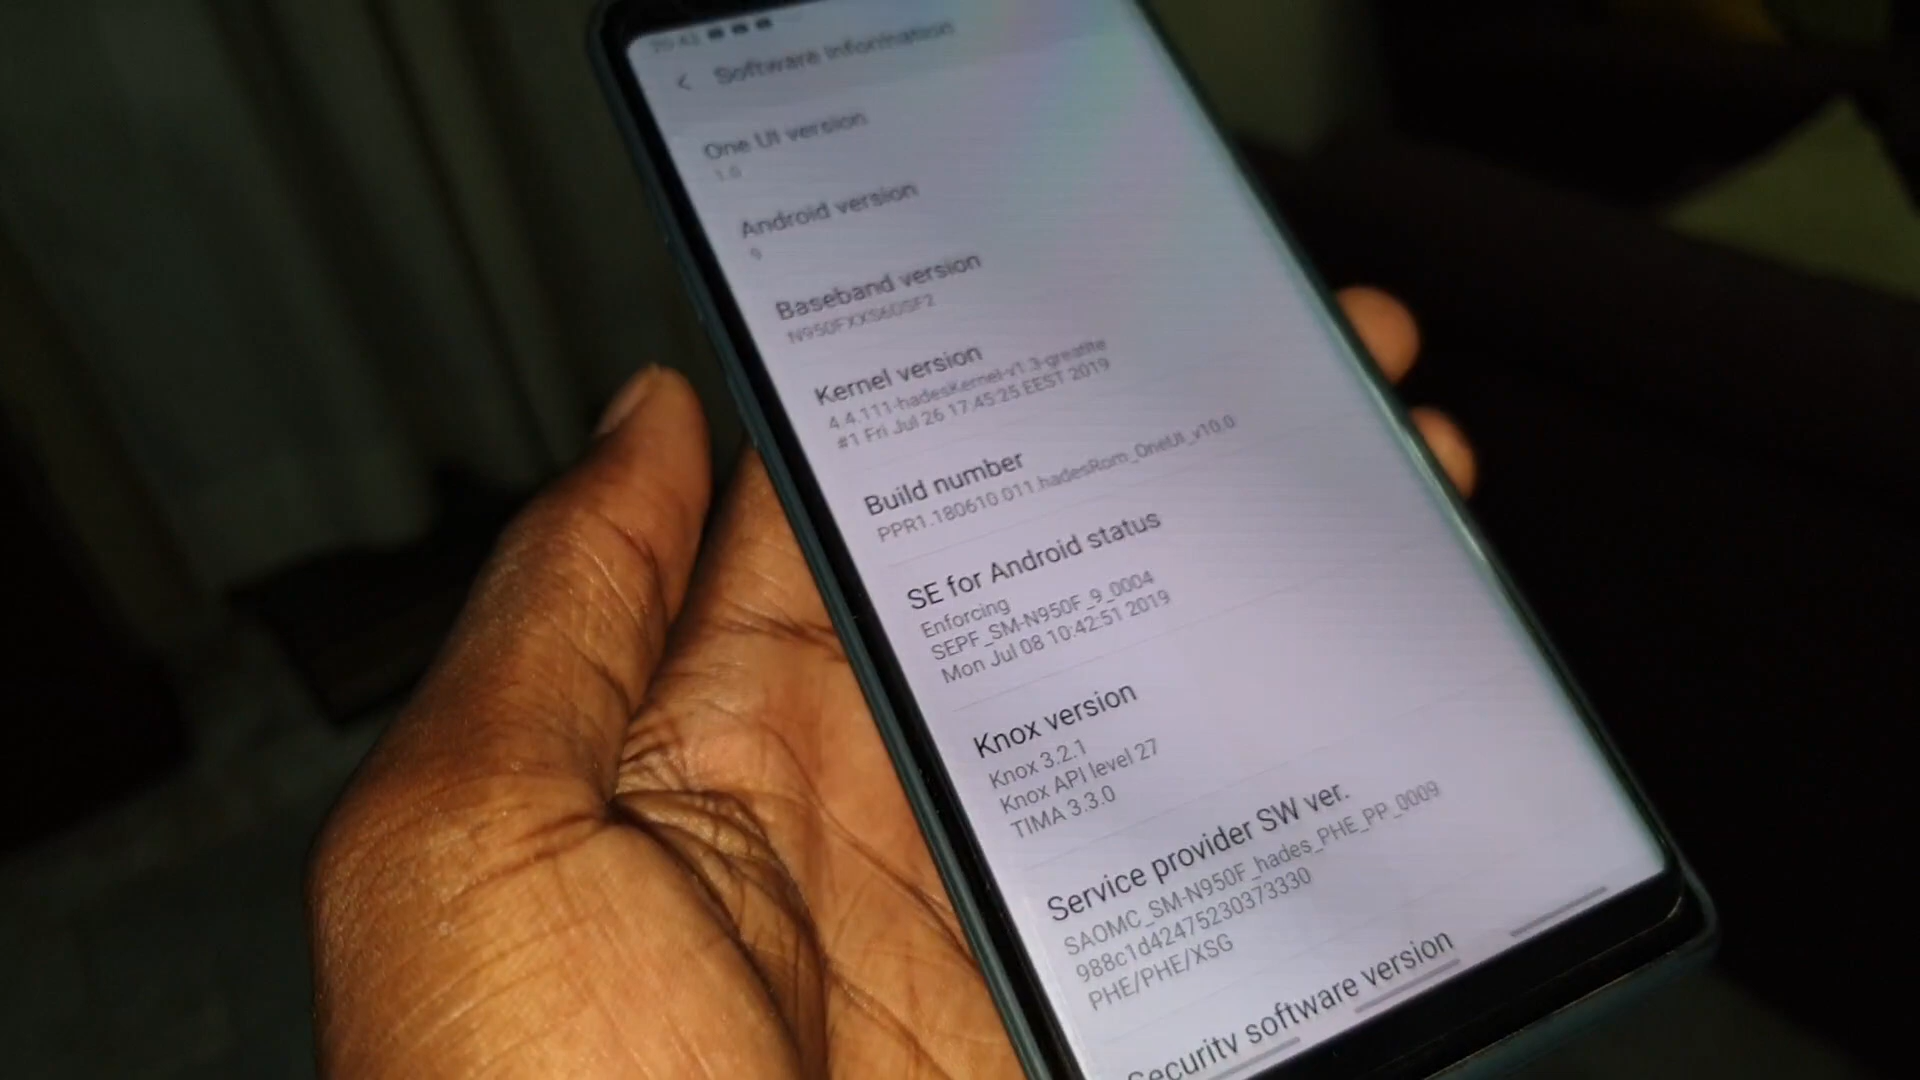 Software information
One UI version
1.0
Android version
9
Baseband version
N950FXXS6DSF2
Kernel version
4.4.111-hadesKernel-v1.3-greatlte
#1 Fri Jul 26 17:45:25 EEST 2019
Build number
PPR1.180610.011.hadesRom_OneUI_v10.0
SE for Android status
Enforcing
SEPF_SM-N950F_9_0004
Mon Jul 08 10:42:51 2019
Knox version
Knox 3.2.1
Knox API level 27
TIMA 3.3.0
Service provider SW ver.
SAOMC_SM-N950F_hades_PHE_PP_0009
988c1d42475230373330
PHE/PHE/XSG
Security software version